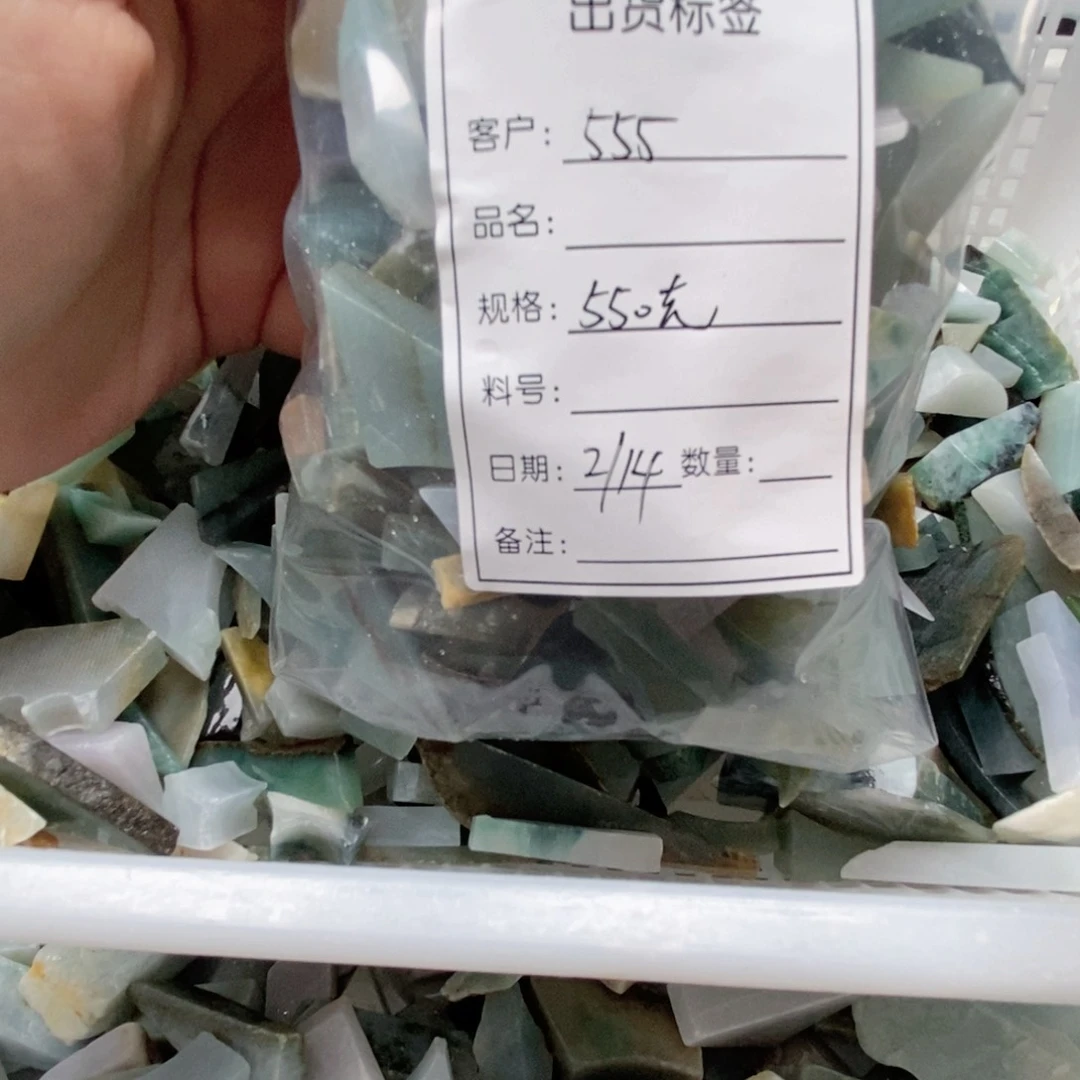 出货标签
客户：555
品名：
规格：550克
料号：
日期：2/14 数量：
备注：